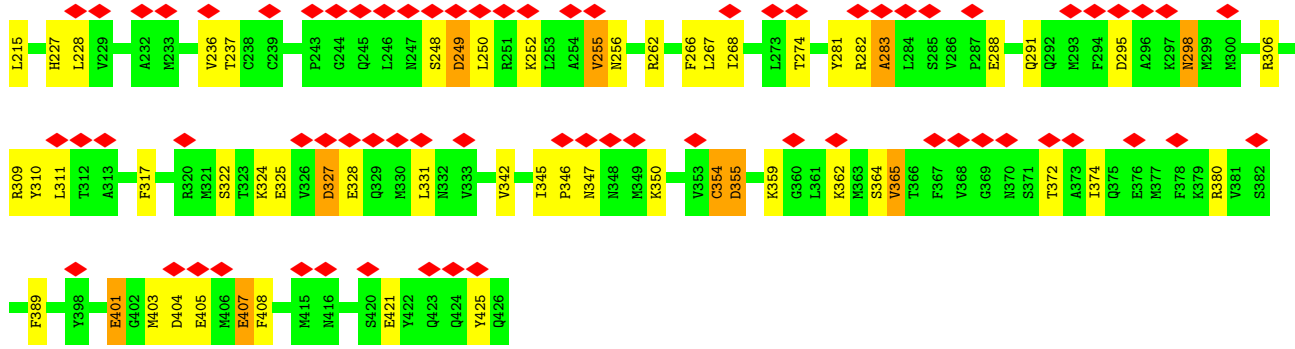 L215 H227 L228 V229 A232 M233 V236 T237 C238 C239 P243 G244 Q245 L246 N247 S248 D249 L250 R251 K252 L253 A254 V255 N256 R262 F266 L267 I268 L273 T274 Y281 R282 A283 L284 S285 V286 P287 E288 Q291 Q292 M293 F294 D295 A296 K297 N298 M299 M300 R306
R309 Y310 L311 T312 A313 F317 R320 M321 S322 T323 K324 E325 V326 D327 E328 Q329 M330 L331 N332 V333 V342 I345 P346 N347 N348 M349 K350 V353 C354 D355 K359 G360 L361 K362 M363 S364 V365 T366 F367 V368 G369 N370 S371 T372 A373 I374 Q375 E376 M377 F378 K379 R380 V381 S382
F389 Y398 E401 G402 M403 D404 E405 M406 E407 F408 M415 N416 S420 E421 Y422 Q423 Q424 Y425 Q426